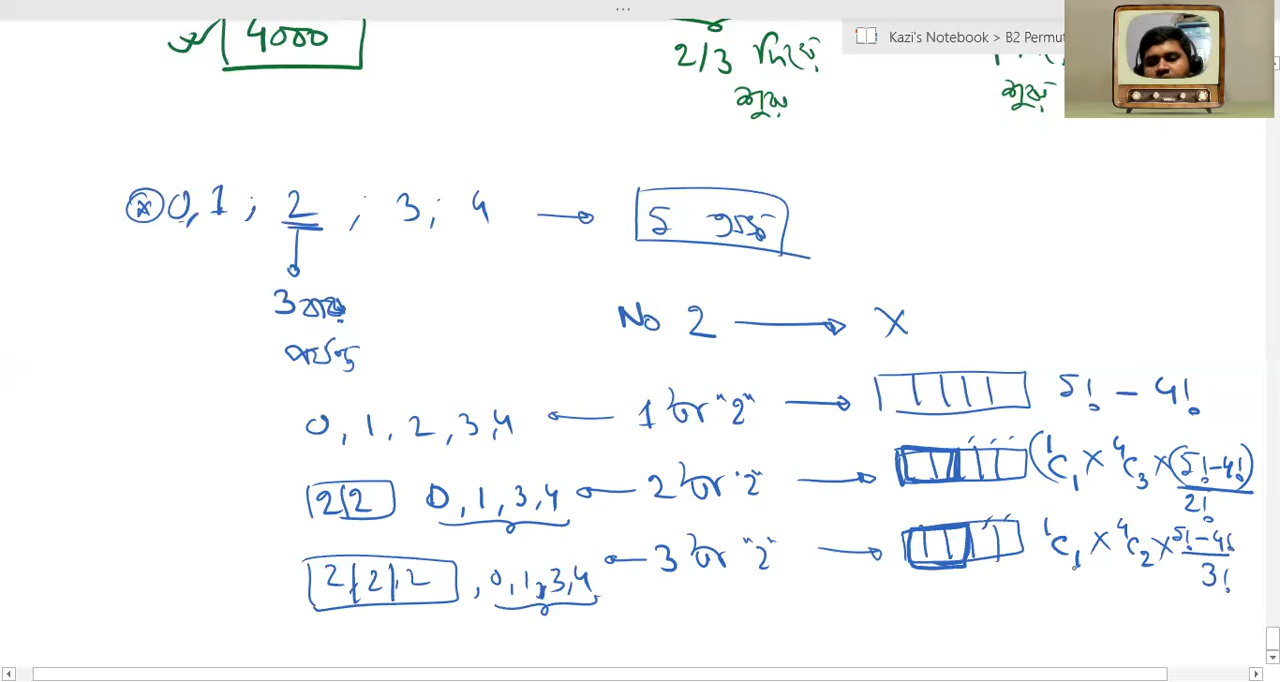 ...
4000
Kazi's Notebook > B2 Permut
2/3 দিয়ে
শুরু
শুরু
⊛ 0, 1 ; 2 ; 3 ; 4 → 5 অঙ্ক
3 বার
পর্যন্ত
No 2 → X
0, 1, 2, 3, 4 ← 1 টা "2" → 5! - 4!
2/2 0, 1, 3, 4 ← 2 টা "2" → (¹C₁ × ⁴C₃ × (5!-4!)/2!
2/2/2 , 0, 1, 3, 4 ← 3 টা "2" → ¹C₁ × ⁴C₂ × 5!-4!/3!